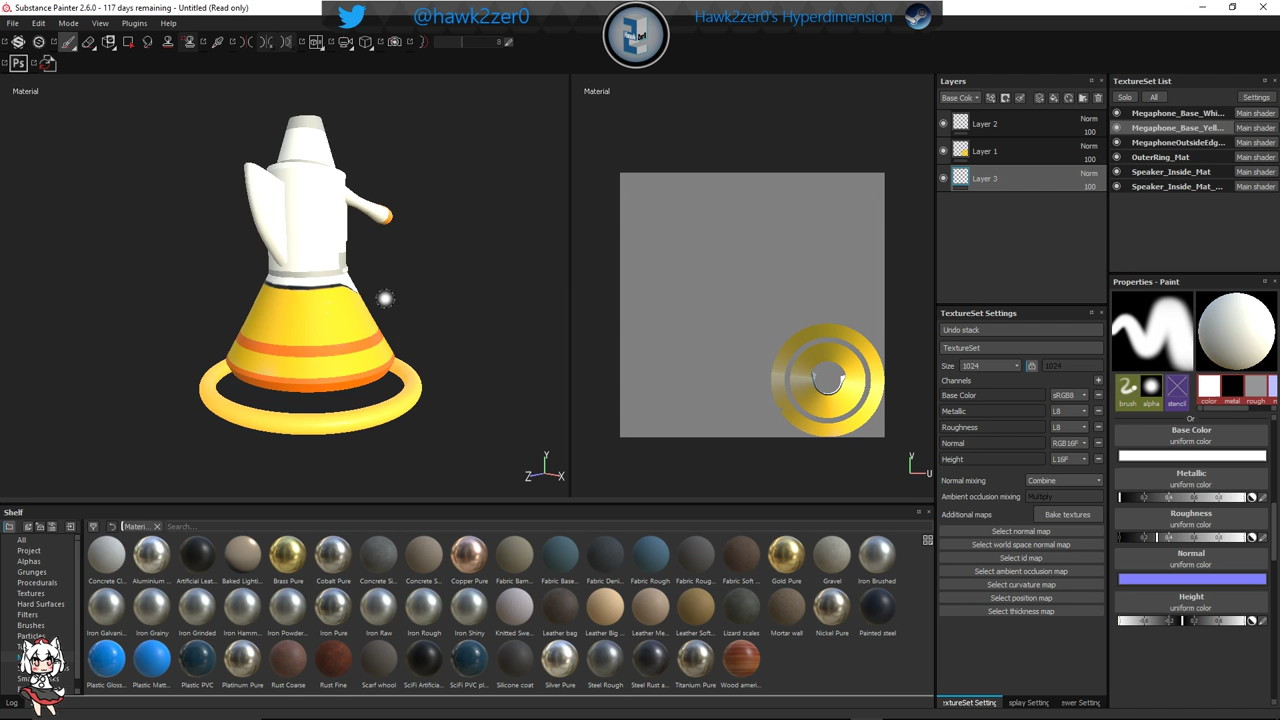 Substance Painter 2.6.0 - 117 days remaining - Untitled (Read only)
@hawk2zer0
Hawk2zer0's Hyperdimension
File Edit Mode Window View Plugins Help
8
Ps
Material
Material
Layers
Base Colo
Layer 2 Norm 100
Layer 1 Norm 100
Layer 3 Norm 100
TextureSet List
Solo All Settings
Megaphone_Base_Whi... Main shader
Megaphone_Base_Yell... Main shader
MegaphoneOutsideEdg... Main shader
OuterRing_Mat Main shader
Speaker_Inside_Mat Main shader
Speaker_Inside_Mat_... Main shader
Y
Z X
U
TextureSet Settings
Undo stack
TextureSet
Size 1024 1024
Channels
Base Color sRGB8
Metallic L8
Roughness L8
Normal RGB16F
Height L16F
Normal mixing Combine
Ambient occlusion mixing Multiply
Additional maps Bake textures
Select normal map
Select world space normal map
Select id map
Select ambient occlusion map
Select curvature map
Select position map
Select thickness map
Properties - Paint
brush alpha stencil color metal rough
Or
Base Color
uniform color
Metallic
uniform color
Roughness
uniform color
Normal
uniform color
Height
uniform color
Shelf
Materi... Search...
All
Project
Alphas
Grunges
Procedurals
Textures
Hard Surfaces
Filters
Brushes
Particles
Concrete Cl... Aluminium ... Artificial Leat... Baked Lighti... Brass Pure Cobalt Pure Concrete Si... Concrete S... Copper Pure Fabric Barn... Fabric Base... Fabric Deni... Fabric Rough Fabric Roug... Fabric Soft ... Gold Pure Gravel Iron Brushed
Iron Galvani... Iron Grainy Iron Grinded Iron Hamm... Iron Powder... Iron Pure Iron Raw Iron Rough Iron Shiny Knitted Swe... Leather bag Leather Big ... Leather Me... Leather Soft... Lizard scales Mortar wall Nickel Pure Painted steel
Plastic Gloss... Plastic Matt... Plastic PVC Platinum Pure Rust Coarse Rust Fine Scarf wool SciFi Artificia... SciFi PVC pl... Silicone coat Silver Pure Steel Rough Steel Rust a... Titanium Pure Wood ameri...
Log